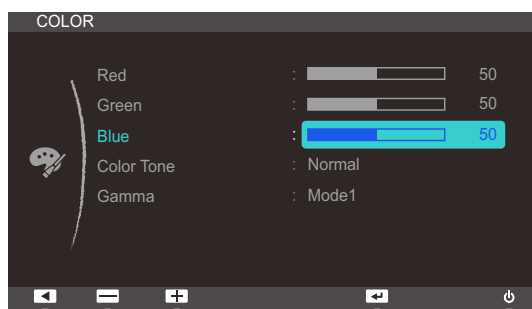 COLOR
Red : 50
Green : 50
Blue : 50
Color Tone : Normal
Gamma : Mode1